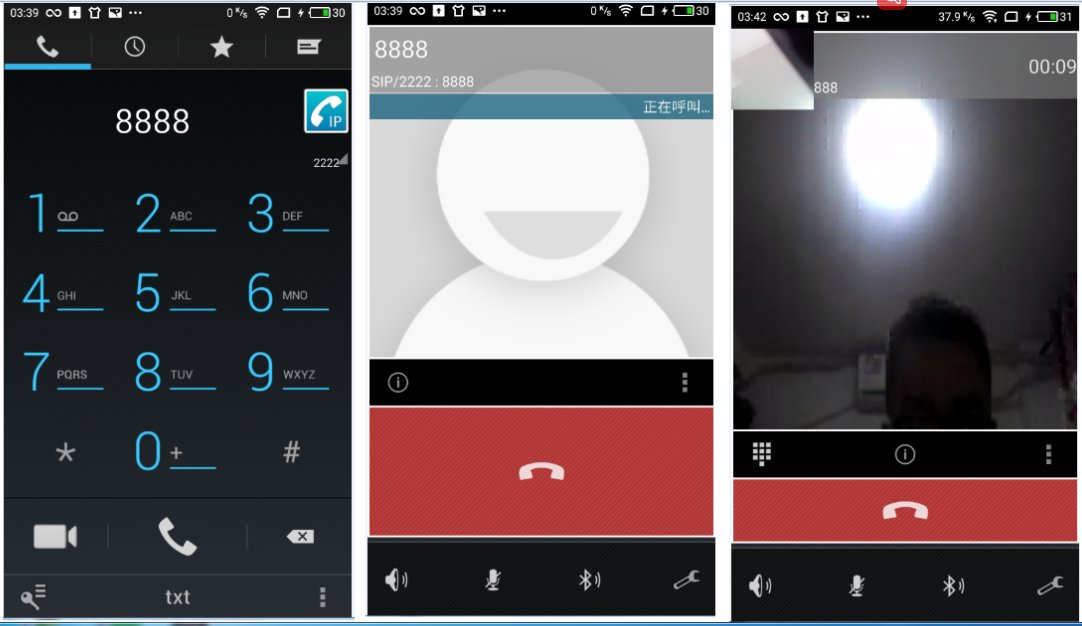 03:39 0 K/s 30
8888
IP
2222
1 2 ABC 3 DEF
4 GHI 5 JKL 6 MNO
7 PQRS 8 TUV 9 WXYZ
* 0 + #
txt
03:39 0 K/s 30
8888
SIP/2222 : 8888
正在呼叫...
03:42 37.9 K/s 31
00:09
888